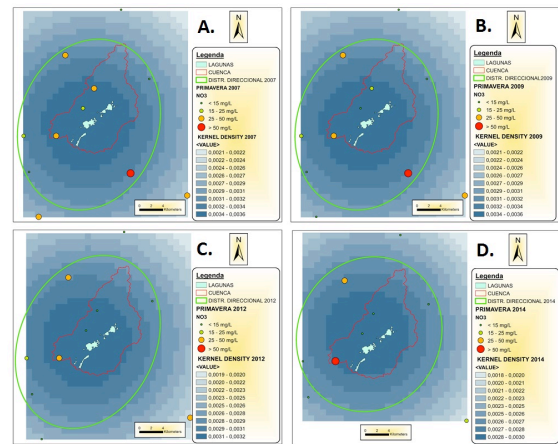 A.
N
Legenda
LAGUNAS
CUENCA
DISTR. DIRECCIONAL 2007
PRIMAVERA 2007
NO3
< 15 mg/L
15 - 25 mg/L
25 - 50 mg/L
> 50 mg/L
KERNEL DENSITY 2007
<VALUE>
0,0021 - 0,0022
0,0022 - 0,0024
0,0024 - 0,0026
0,0026 - 0,0027
0,0027 - 0,0029
0,0029 - 0,0031
0,0031 - 0,0032
0,0032 - 0,0034
0,0034 - 0,0036
Kilometers
B.
N
Legenda
LAGUNAS
CUENCA
DISTR. DIRECCIONAL2009
PRIMAVERA 2009
NO3
< 15 mg/L
15 - 25 mg/L
25 - 50 mg/L
> 50 mg/L
KERNEL DENSITY 2009
<VALUE>
0,0021 - 0,0022
0,0022 - 0,0024
0,0024 - 0,0026
0,0026 - 0,0027
0,0027 - 0,0029
0,0029 - 0,0031
0,0031 - 0,0032
0,0032 - 0,0034
0,0034 - 0,0036
Kilometers
C.
N
Legenda
LAGUNAS
CUENCA
DISTR. DIRECCIONAL 2012
PRIMAVERA 2012
NO3
< 15 mg/L
15 - 25 mg/L
25 - 50 mg/L
> 50 mg/L
KERNEL DENSITY 2012
<VALUE>
0,0019 - 0,0020
0,0020 - 0,0022
0,0022 - 0,0023
0,0023 - 0,0025
0,0025 - 0,0026
0,0026 - 0,0028
0,0028 - 0,0029
0,0029 - 0,0031
0,0031 - 0,0032
Kilometers
D.
N
Legenda
LAGUNAS
CUENCA
DISTR. DIRECCIONAL 2014
PRIMAVERA 2014
NO3
< 15 mg/L
15 - 25 mg/L
25 - 50 mg/L
> 50 mg/L
KERNEL DENSITY 2014
<VALUE>
0,0018 - 0,0020
0,0020 - 0,0021
0,0021 - 0,0022
0,0022 - 0,0024
0,0024 - 0,0025
0,0025 - 0,0026
0,0026 - 0,0027
0,0027 - 0,0028
0,0028 - 0,0030
Kilometers